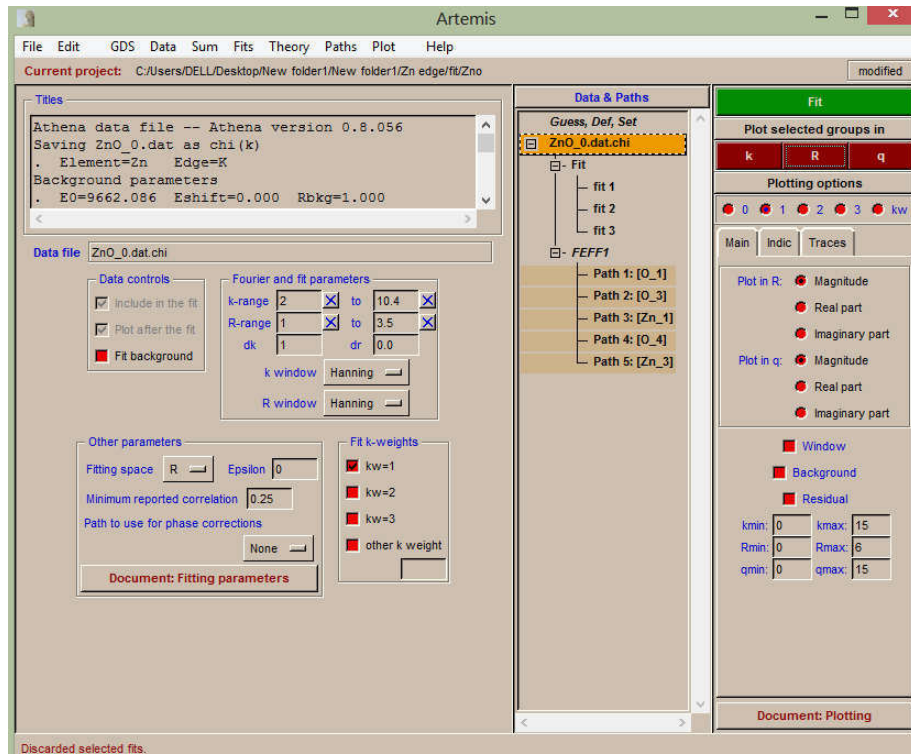 Artemis
File Edit GDS Data Sum Fits Theory Paths Plot Help
Current project: C:/Users/DELL/Desktop/New folder1/New folder1/Zn edge/fit/Zno
modified
Titles
Athena data file -- Athena version 0.8.056
Saving ZnO_0.dat as chi(k)
. Element=Zn Edge=K
Background parameters
. E0=9662.086 Eshift=0.000 Rbkg=1.000
Data file ZnO_0.dat.chi
Data controls
Include in the fit
Plot after the fit
Fit background
Fourier and fit parameters
k-range 2 to 10.4
R-range 1 to 3.5
dk 1 dr 0.0
k window Hanning
R window Hanning
Other parameters
Fitting space R Epsilon 0
Minimum reported correlation 0.25
Path to use for phase corrections
None
Document: Fitting parameters
Fit k-weights
kw=1
kw=2
kw=3
other k weight
Data & Paths
Guess, Def, Set
ZnO_0.dat.chi
Fit
fit 1
fit 2
fit 3
FEFF1
Path 1: [O_1]
Path 2: [O_3]
Path 3: [Zn_1]
Path 4: [O_4]
Path 5: [Zn_3]
Fit
Plot selected groups in
k R q
Plotting options
0 1 2 3 kw
Main Indic Traces
Plot in R: Magnitude
Real part
Imaginary part
Plot in q: Magnitude
Real part
Imaginary part
Window
Background
Residual
kmin: 0 kmax: 15
Rmin: 0 Rmax: 6
qmin: 0 qmax: 15
Document: Plotting
Discarded selected fits.